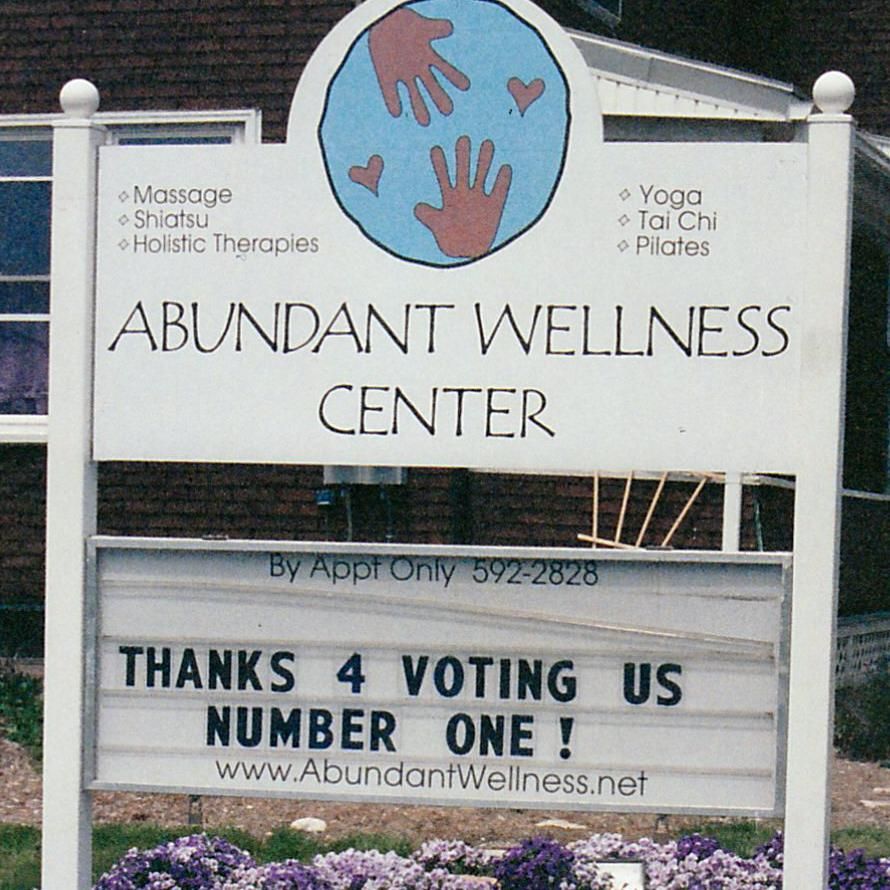 Massage
Shiatsu
Holistic Therapies
Yoga
Tai Chi
Pilates
ABUNDANT WELLNESS
CENTER
By Appt Only 592-2828
THANKS 4 VOTING US
NUMBER ONE!
www.AbundantWellness.net